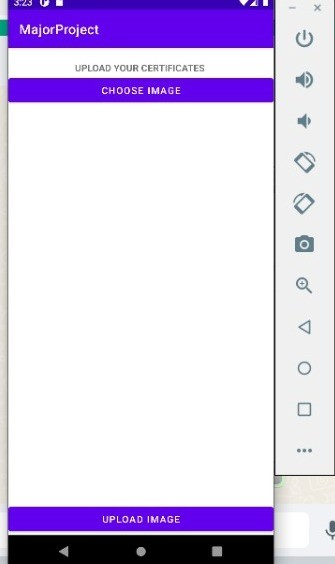 3:23
MajorProject
UPLOAD YOUR CERTIFICATES
CHOOSE IMAGE
UPLOAD IMAGE